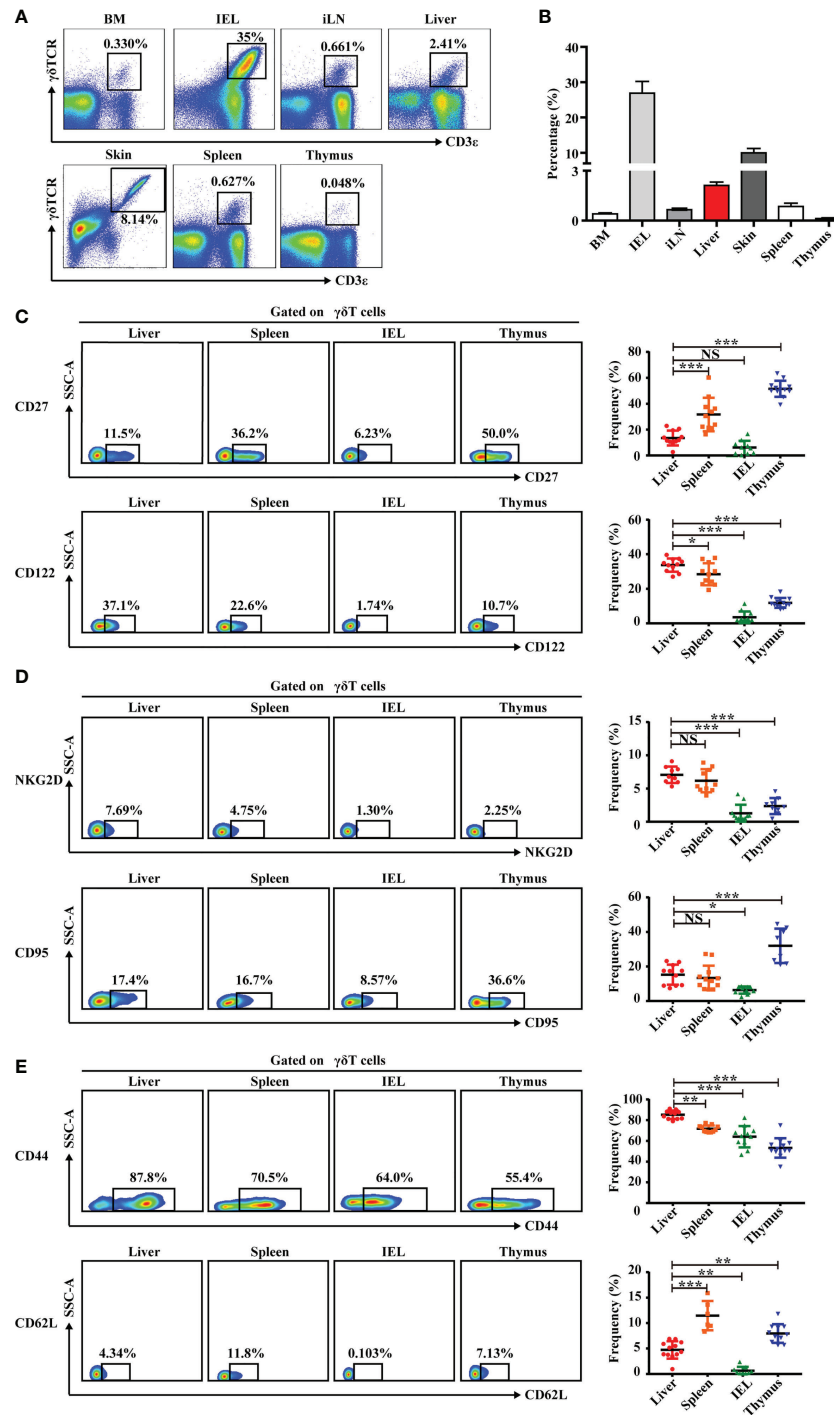 A
BM IEL iLN Liver
0.330% 35% 0.661% 2.41%
γδTCR
CD3ε
Skin Spleen Thymus
8.14% 0.627% 0.048%
γδTCR
CD3ε
B
Percentage (%)
40
30
20
10
3
0
BM IEL iLN Liver Skin Spleen Thymus
C
Gated on γδT cells
Liver Spleen IEL Thymus
CD27
SSC-A
11.5% 36.2% 6.23% 50.0%
CD27
Frequency (%)
80
60
40
20
0
***
NS
***
Liver Spleen IEL Thymus
CD122
SSC-A
Liver Spleen IEL Thymus
37.1% 22.6% 1.74% 10.7%
CD122
Frequency (%)
60
40
20
0
***
***
*
Liver Spleen IEL Thymus
D
Gated on γδT cells
Liver Spleen IEL Thymus
NKG2D
SSC-A
7.69% 4.75% 1.30% 2.25%
NKG2D
Frequency (%)
15
10
5
0
***
***
NS
Liver Spleen IEL Thymus
CD95
SSC-A
Liver Spleen IEL Thymus
17.4% 16.7% 8.57% 36.6%
CD95
Frequency (%)
60
40
20
0
***
*
NS
Liver Spleen IEL Thymus
E
Gated on γδT cells
Liver Spleen IEL Thymus
CD44
SSC-A
87.8% 70.5% 64.0% 55.4%
CD44
Frequency (%)
100
80
60
40
20
0
***
***
**
Liver Spleen IEL Thymus
CD62L
SSC-A
Liver Spleen IEL Thymus
4.34% 11.8% 0.103% 7.13%
CD62L
Frequency (%)
20
15
10
5
0
**
**
***
Liver Spleen IEL Thymus